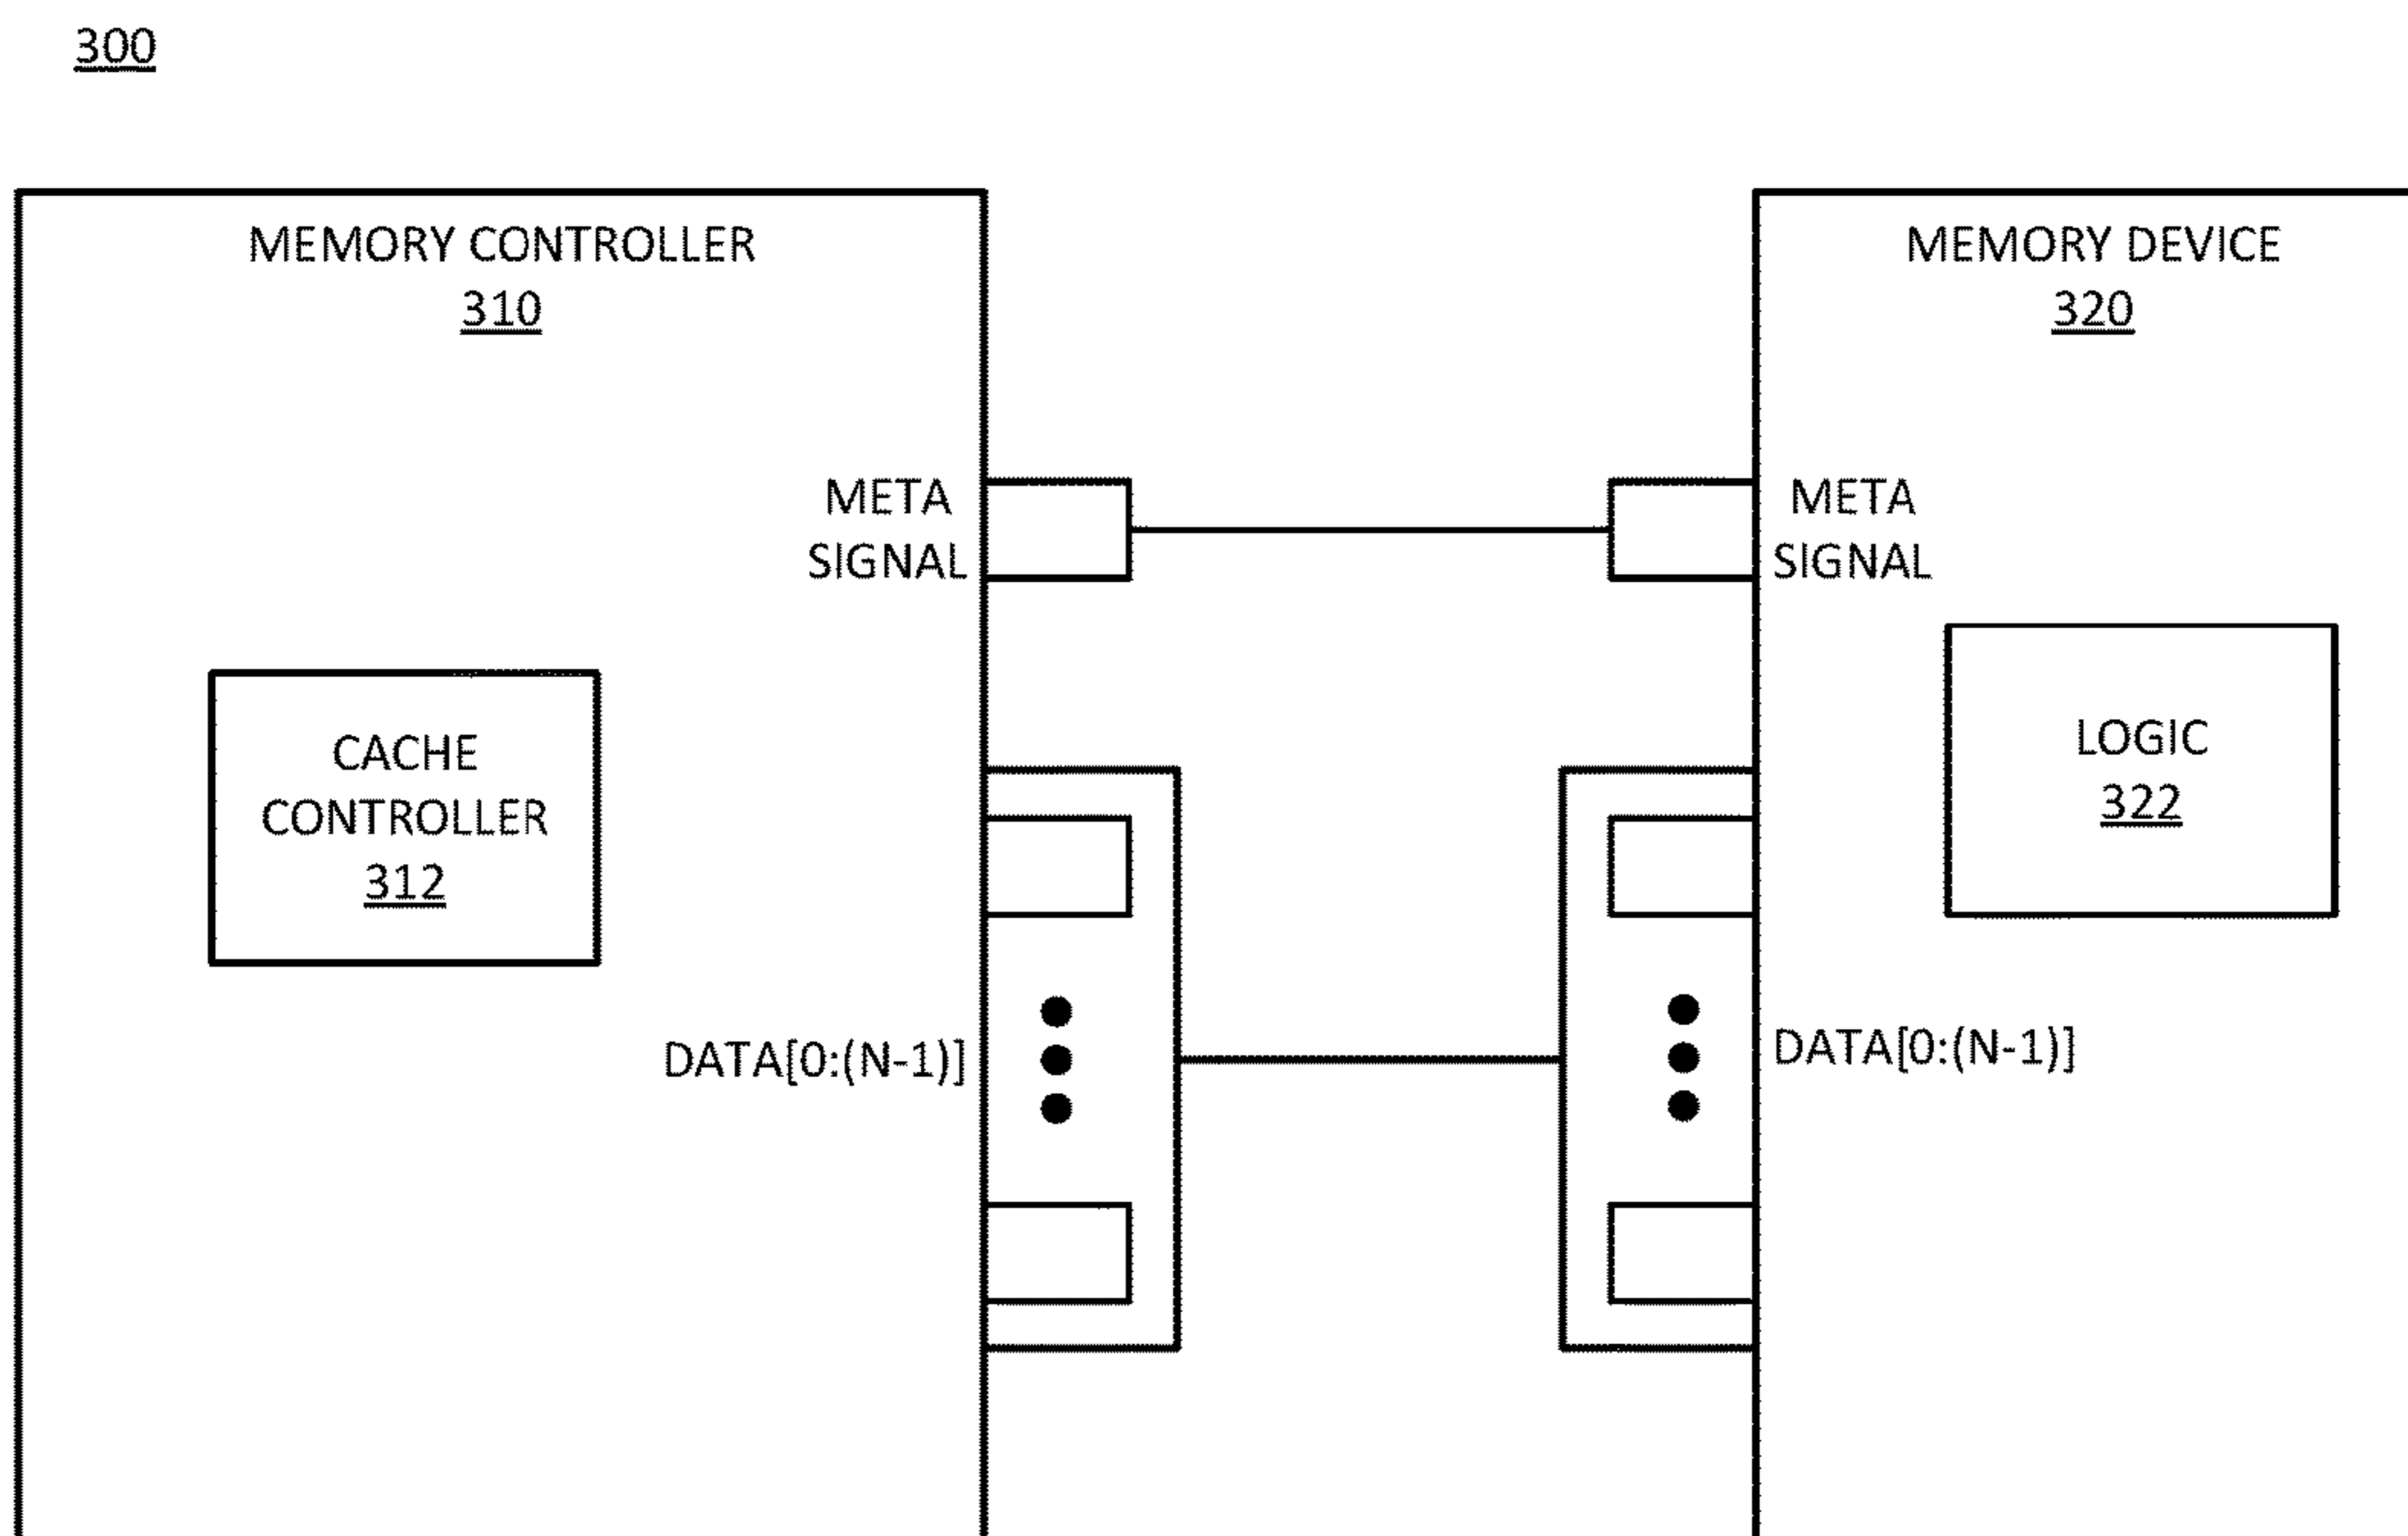 300
MEMORY CONTROLLER
310
MEMORY DEVICE
320
META
SIGNAL
META
SIGNAL
CACHE
CONTROLLER
312
LOGIC
322
DATA[0:(N-1)]
DATA[0:(N-1)]